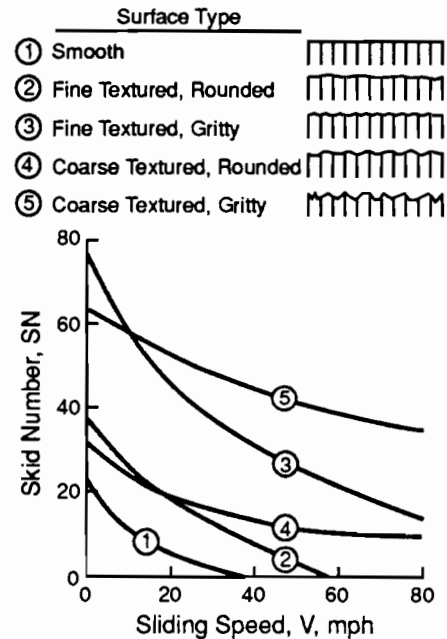 Surface Type
① Smooth
② Fine Textured, Rounded
③ Fine Textured, Gritty
④ Coarse Textured, Rounded
⑤ Coarse Textured, Gritty
80
60
40
20
0
Skid Number, SN
⑤
③
④
①
②
0 20 40 60 80
Sliding Speed, V, mph